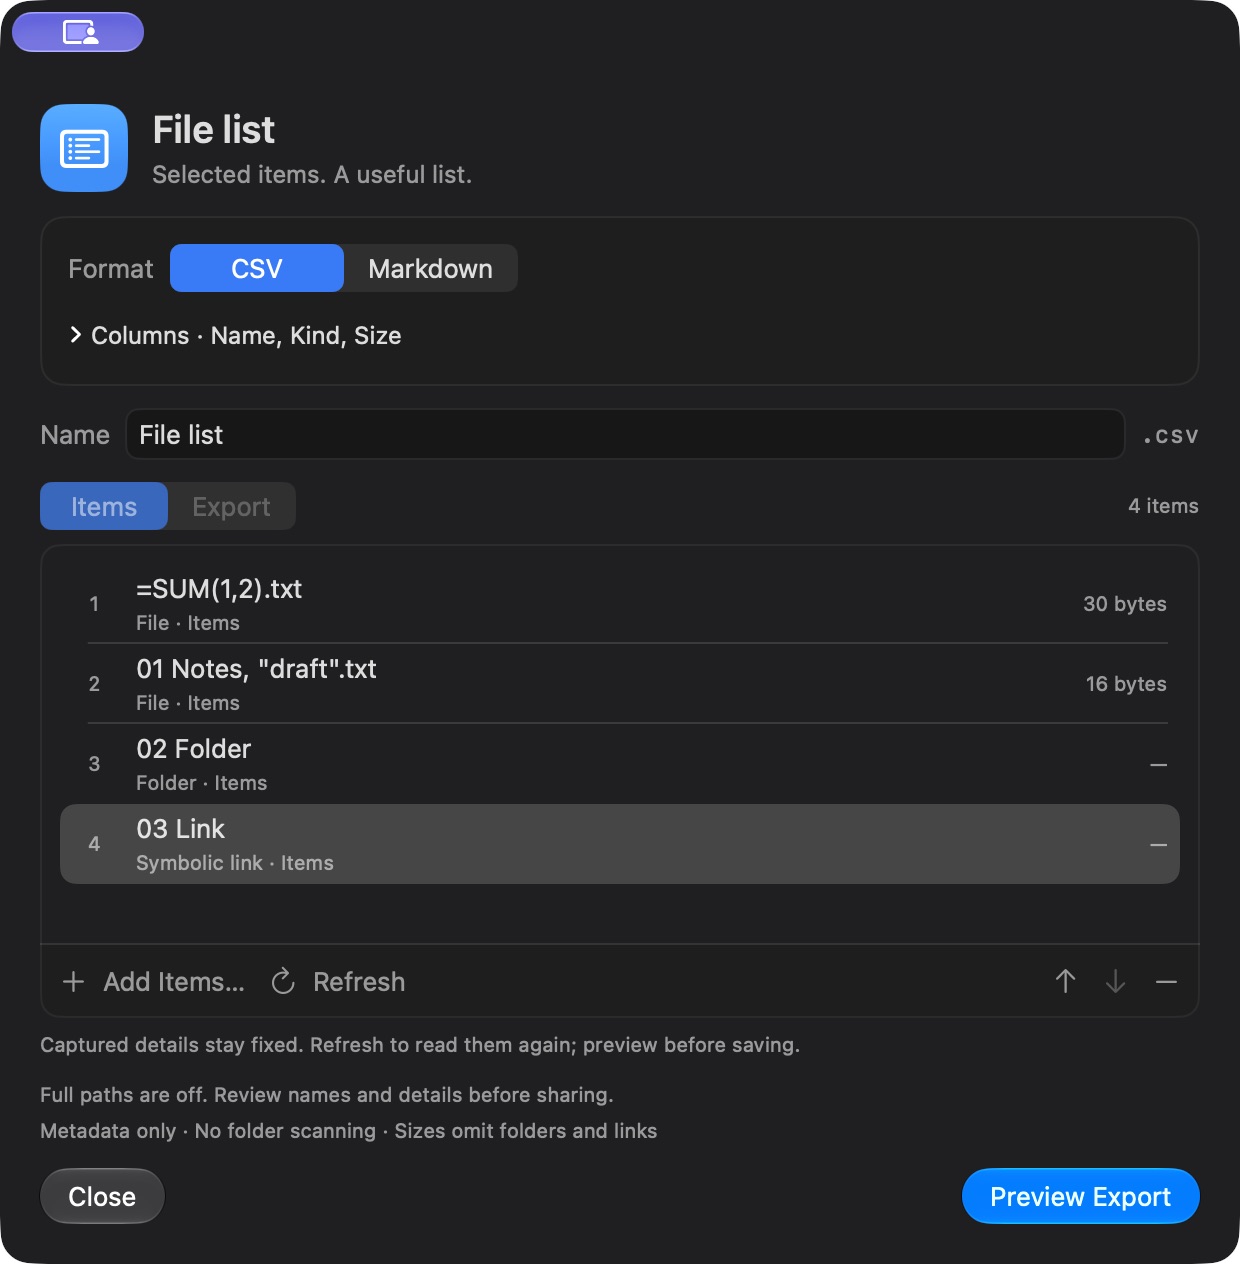 File list
Selected items. A useful list.
Format CSV Markdown
Columns · Name, Kind, Size
Name File list .csv
Items Export 4 items
1 =SUM(1,2).txt 30 bytes
File · Items
2 01 Notes, "draft".txt 16 bytes
File · Items
3 02 Folder —
Folder · Items
4 03 Link —
Symbolic link · Items
Add Items... Refresh
Captured details stay fixed. Refresh to read them again; preview before saving.
Full paths are off. Review names and details before sharing.
Metadata only · No folder scanning · Sizes omit folders and links
Close Preview Export